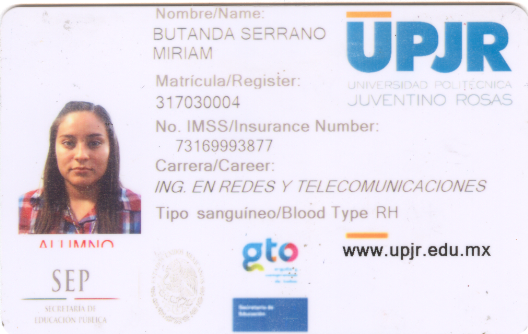 Nombre/Name:
BUTANDA SERRANO
MIRIAM
Matrícula/Register:
317030004
No. IMSS/Insurance Number:
73169993877
Carrera/Career:
ING. EN REDES Y TELECOMUNICACIONES
Tipo sanguíneo/Blood Type RH
UPJR
UNIVERSIDAD POLITÉCNICA
JUVENTINO ROSAS
ALUMNO
SEP
SECRETARÍA DE
EDUCACIÓN PÚBLICA
gto
Secretaría de
Educación
www.upjr.edu.mx